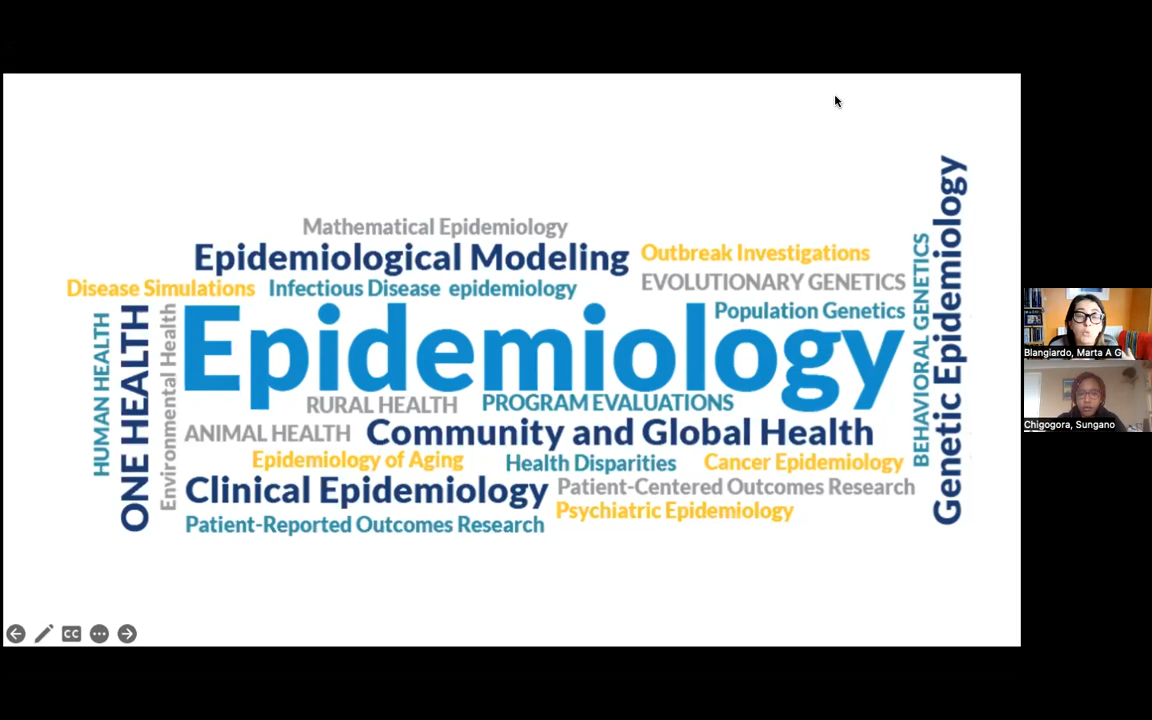 Mathematical Epidemiology
Epidemiological Modeling
Outbreak Investigations
Disease Simulations
Infectious Disease epidemiology
EVOLUTIONARY GENETICS
Population Genetics
HUMAN HEALTH
ONE HEALTH
Environmental Health
Epidemiology
BEHAVIORAL GENETICS
Genetic Epidemiology
RURAL HEALTH
PROGRAM EVALUATIONS
ANIMAL HEALTH
Community and Global Health
Epidemiology of Aging
Health Disparities
Cancer Epidemiology
Clinical Epidemiology
Patient-Centered Outcomes Research
Psychiatric Epidemiology
Patient-Reported Outcomes Research
CC
Blangiardo, Marta A G
Chigogora, Sungano